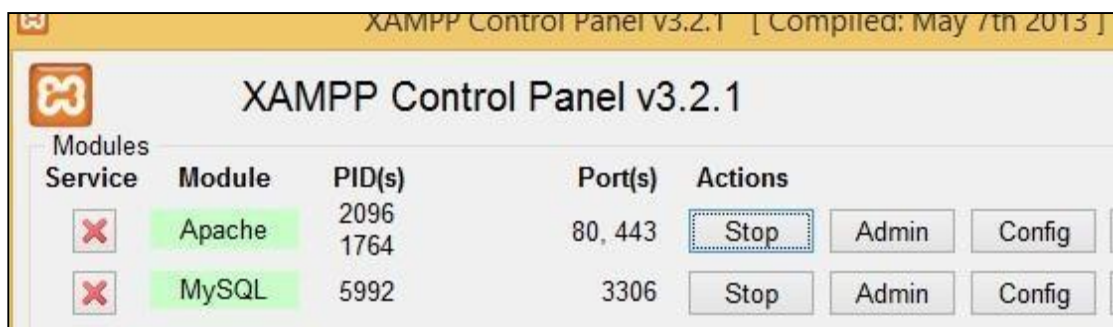 XAMPP Control Panel v3.2.1 [ Compiled: May 7th 2013 ]
XAMPP Control Panel v3.2.1
Modules
Service Module PID(s) Port(s) Actions
Apache 2096 1764 80, 443 Stop Admin Config
MySQL 5992 3306 Stop Admin Config